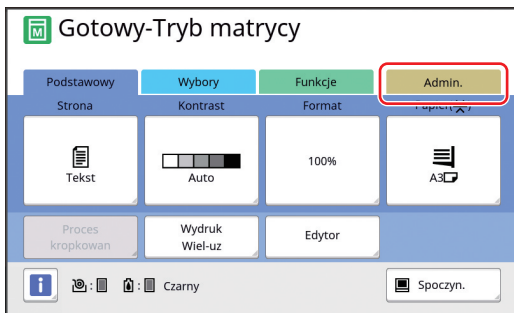 M Gotowy-Tryb matrycy
Podstawowy Wybory Funkcje Admin.
Strona Kontrast Format Papier( )
Tekst Auto 100% A3
Proces kropkowan Wydruk Wiel-uz Edytor
i : : Czarny Spoczyn.